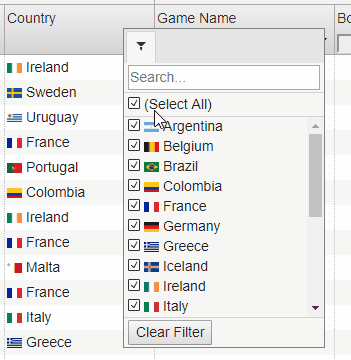 Country
Game Name
Bo
Ireland
Sweden
Uruguay
France
Portugal
Colombia
Ireland
France
Malta
France
Italy
Greece
Search...
(Select All)
Argentina
Belgium
Brazil
Colombia
France
Germany
Greece
Iceland
Ireland
Italy
Clear Filter